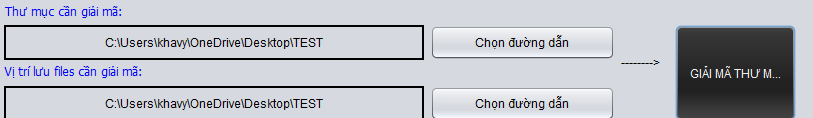 Thư mục cần giải mã:
C:\Users\khavy\OneDrive\Desktop\TEST
Chọn đường dẫn
-------->
GIẢI MÃ THƯ M...
Vị trí lưu files cần giải mã:
C:\Users\khavy\OneDrive\Desktop\TEST
Chọn đường dẫn